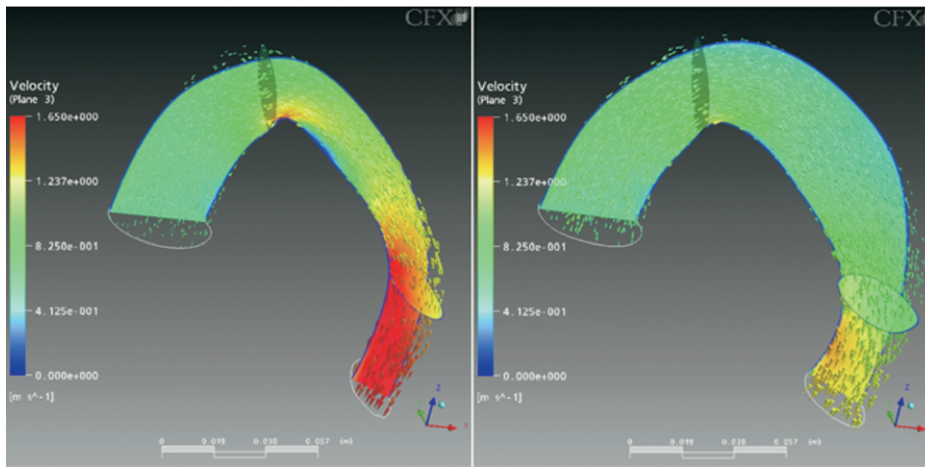 CFX
Velocity
(Plane 3)
1.650e+000
1.237e+000
8.250e-001
4.125e-001
0.000e+000
[m s^-1]
Z
X
0
0.019
0.038
0.057
(m)
CFX
Velocity
(Plane 3)
1.650e+000
1.237e+000
8.250e-001
4.125e-001
0.000e+000
[m s^-1]
Z
X
0
0.019
0.038
0.057
(m)